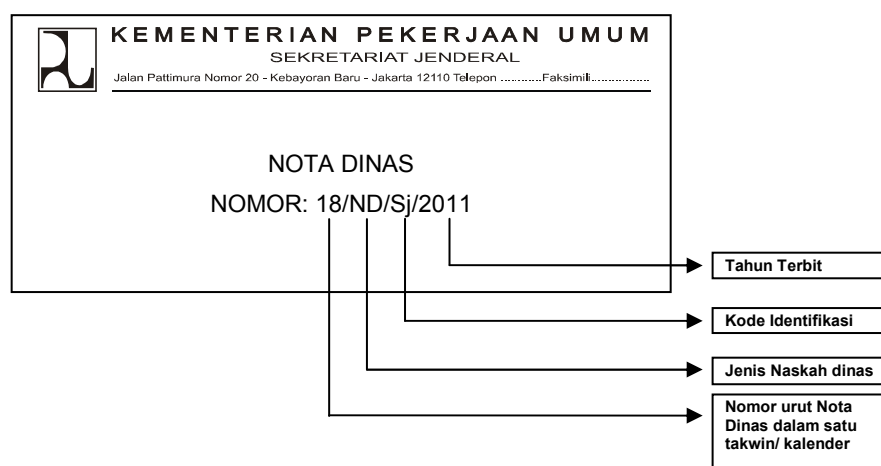 KEMENTERIAN PEKERJAAN UMUM
SEKRETARIAT JENDERAL
Jalan Pattimura Nomor 20 - Kebayoran Baru - Jakarta 12110 Telepon ............Faksimili.................
NOTA DINAS
NOMOR: 18/ND/Sj/2011
Tahun Terbit
Kode Identifikasi
Jenis Naskah dinas
Nomor urut Nota
Dinas dalam satu
takwin/ kalender